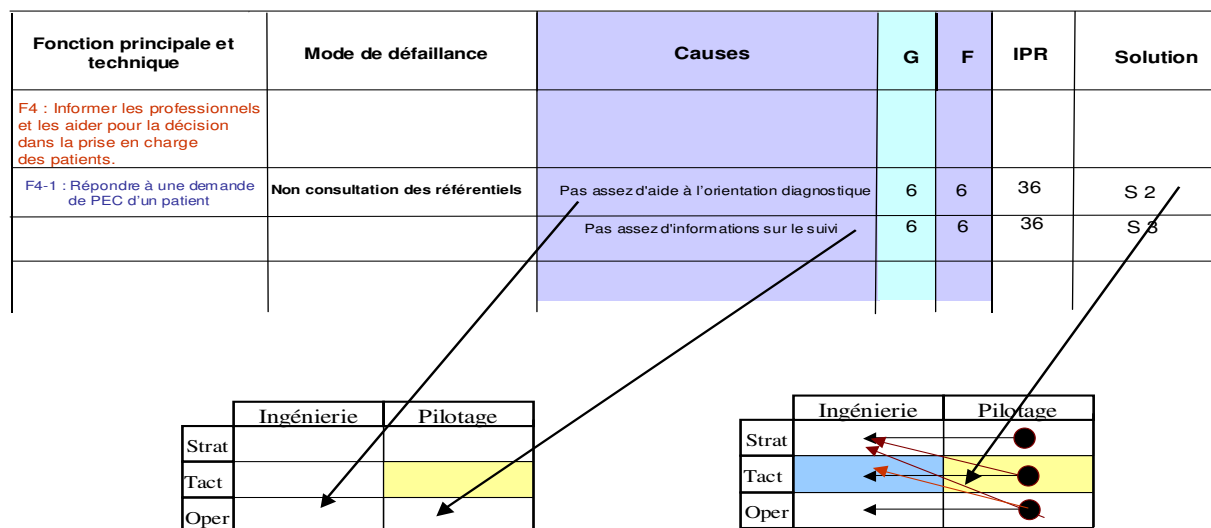 Fonction principale et
technique
Mode de défaillance
Causes
G
F
IPR
Solution
F4 : Informer les professionnels
et les aider pour la décision
dans la prise en charge
des patients.
F4-1 : Répondre à une demande
de PEC d'un patient
Non consultation des référentiels
Pas assez d'aide à l'orientation diagnostique
6
6
36
S 2
Pas assez d'informations sur le suivi
6
6
36
S 3
Ingénierie
Pilotage
Strat
Tact
Oper
Ingénierie
Pilotage
Strat
Tact
Oper